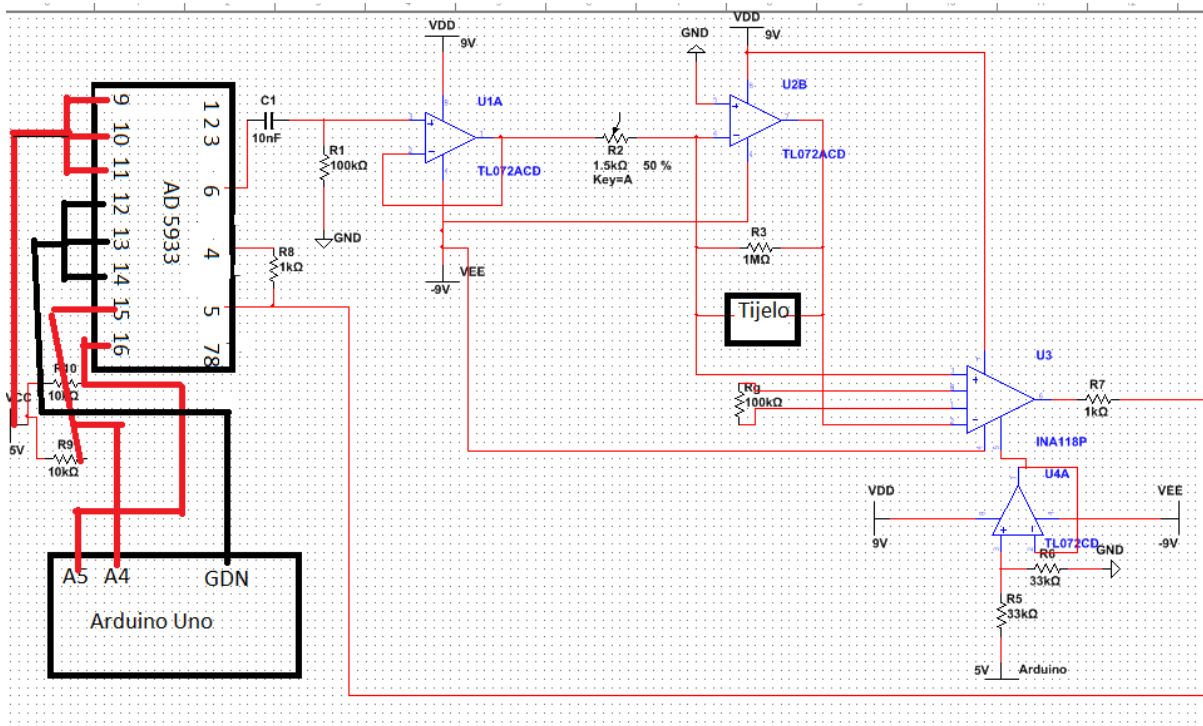 VDD
9V
GND
VDD
9V
U2B
TL072ACD
U1A
TL072ACD
C1
10nF
R1
100kΩ
GND
R2
1.5kΩ 50 %
Key=A
9
10
11
12
13
14
15
16
AD 5933
1
2
3
6
4
5
7
8
R8
1kΩ
VEE
-9V
R3
1MΩ
Tijelo
U3
INA118P
Rg
100kΩ
R7
1kΩ
R10
10kΩ
VCC
5V
R9
10kΩ
U4A
TL072CD
VDD
9V
VEE
-9V
R6
33kΩ
GND
R5
33kΩ
5V Arduino
A5 A4 GDN
Arduino Uno